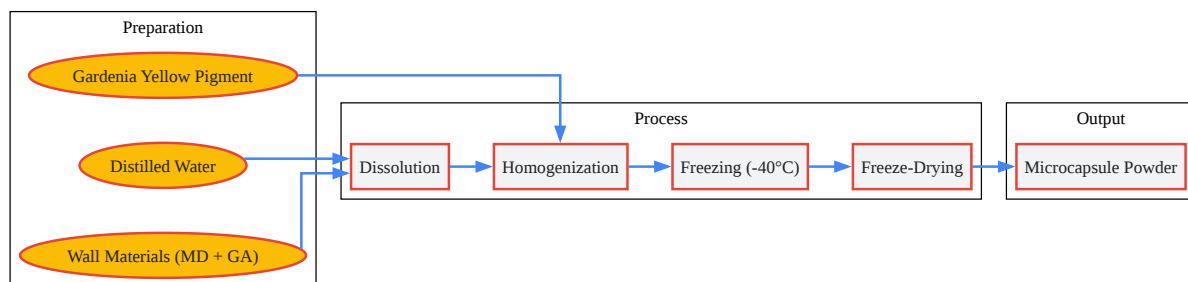 Preparation
Gardenia Yellow Pigment
Distilled Water
Wall Materials (MD + GA)
Process
Dissolution
Homogenization
Freezing (-40°C)
Freeze-Drying
Output
Microcapsule Powder